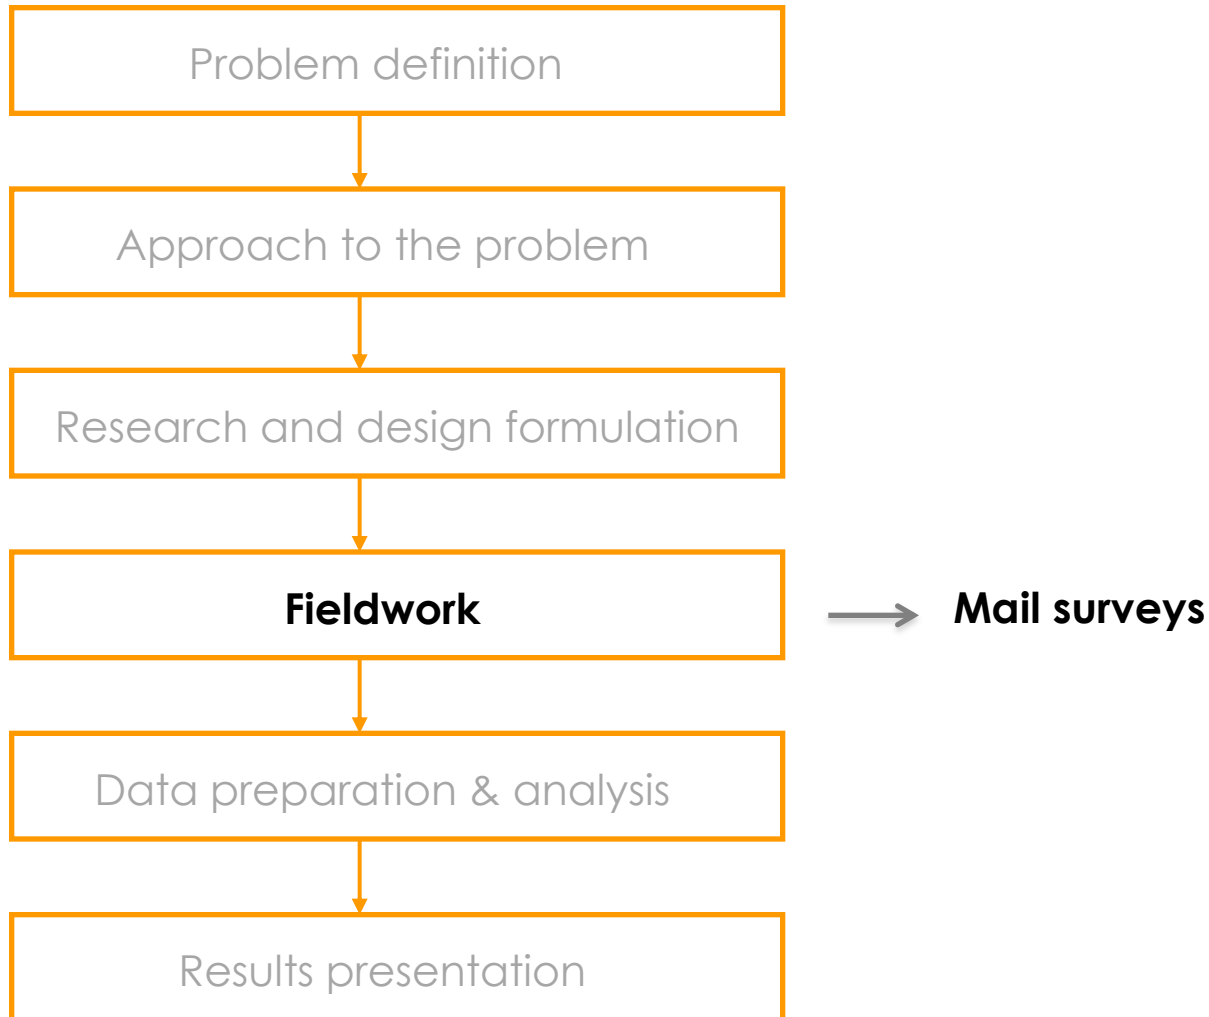 Problem definition
Approach to the problem
Research and design formulation
Fieldwork
Mail surveys
Data preparation & analysis
Results presentation